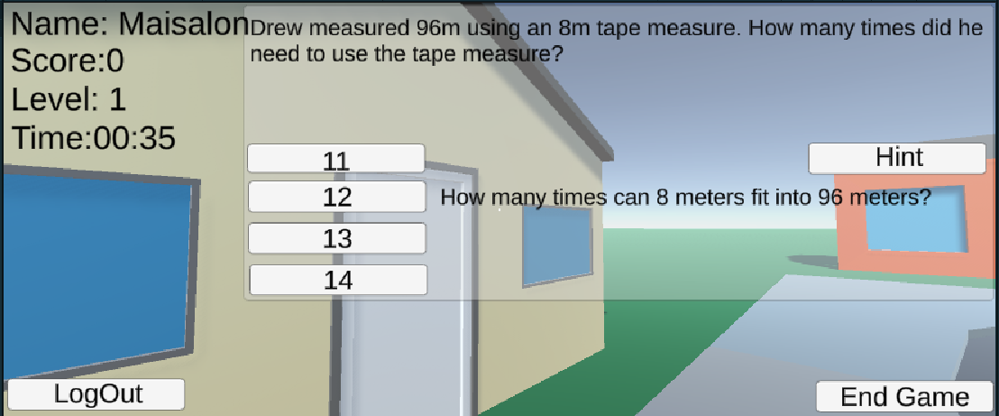 Name: Maisalon
Score:0
Level: 1
Time:00:35
Drew measured 96m using an 8m tape measure. How many times did he
need to use the tape measure?
11
12
13
14
Hint
How many times can 8 meters fit into 96 meters?
LogOut
End Game